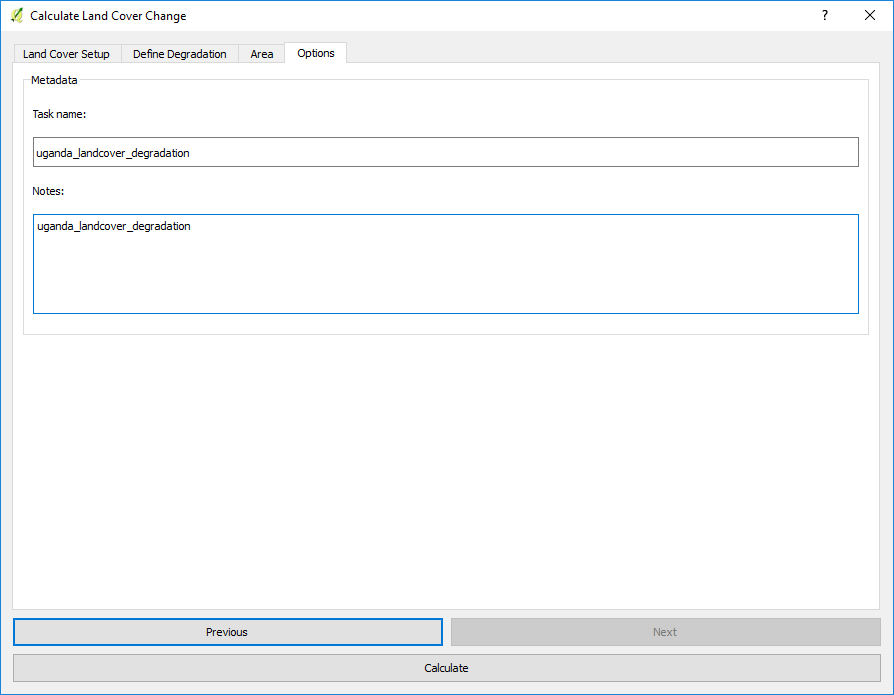 Calculate Land Cover Change
?
Land Cover Setup
Define Degradation
Area
Options
Metadata
Task name:
uganda_landcover_degradation
Notes:
uganda_landcover_degradation
Previous
Next
Calculate